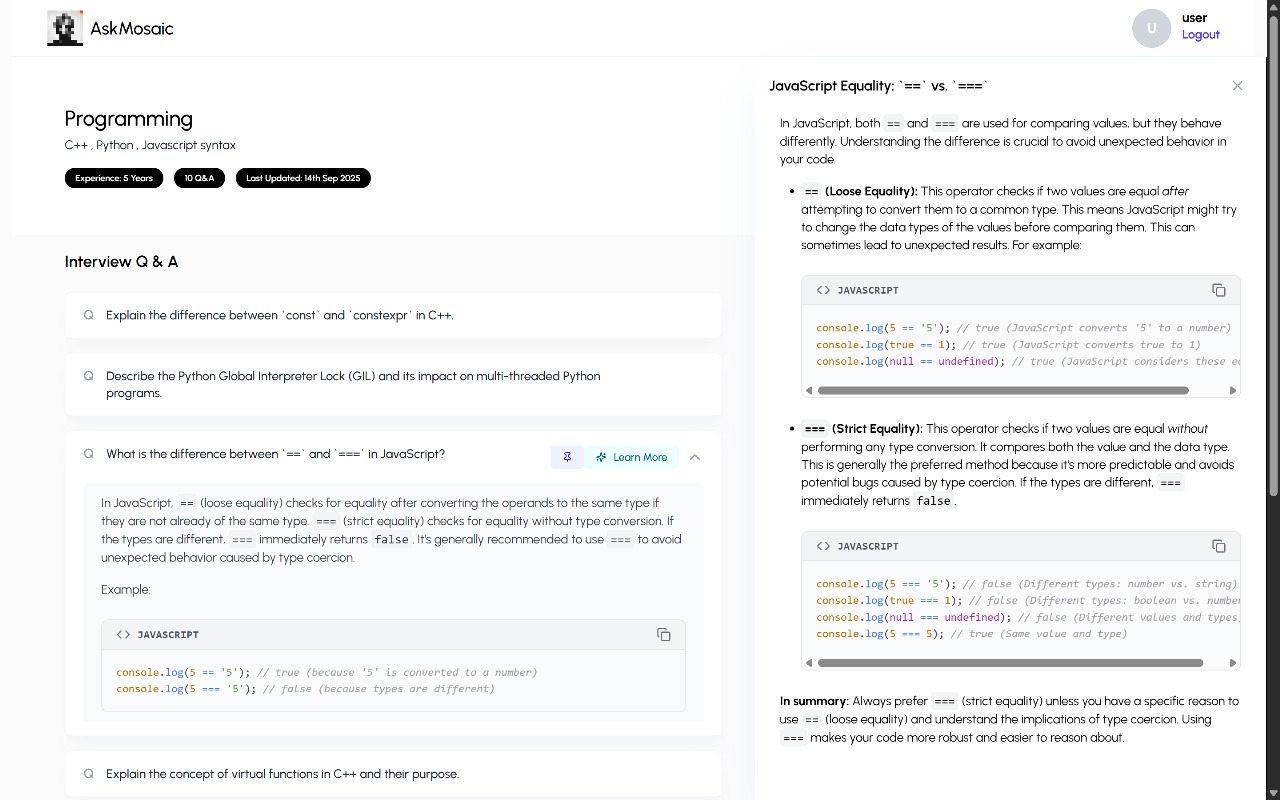 AskMosaic
U
user
Logout
Programming
C++ , Python , Javascript syntax
Experience: 5 Years
10 Q&A
Last Updated: 14th Sep 2025
Interview Q & A
Q
Explain the difference between `const` and `constexpr` in C++.
Q
Describe the Python Global Interpreter Lock (GIL) and its impact on multi-threaded Python
programs.
Q
What is the difference between `==` and `===` in JavaScript?
Learn More
In JavaScript, == (loose equality) checks for equality after converting the operands to the same type if
they are not already of the same type. === (strict equality) checks for equality without type conversion. If
the types are different, === immediately returns false . It's generally recommended to use === to avoid
unexpected behavior caused by type coercion.
Example:
<> JAVASCRIPT
console.log(5 == '5'); // true (because '5' is converted to a number)
console.log(5 === '5'); // false (because types are different)
Q
Explain the concept of virtual functions in C++ and their purpose.
JavaScript Equality: `==` vs. `===`
In JavaScript, both == and === are used for comparing values, but they behave
differently. Understanding the difference is crucial to avoid unexpected behavior in
your code.
• == (Loose Equality): This operator checks if two values are equal after
attempting to convert them to a common type. This means JavaScript might try
to change the data types of the values before comparing them. This can
sometimes lead to unexpected results. For example:
<> JAVASCRIPT
console.log(5 == '5'); // true (JavaScript converts '5' to a number)
console.log(true == 1); // true (JavaScript converts true to 1)
console.log(null == undefined); // true (JavaScript considers these
• === (Strict Equality): This operator checks if two values are equal without
performing any type conversion. It compares both the value and the data type.
This is generally the preferred method because it's more predictable and avoids
potential bugs caused by type coercion. If the types are different, ===
immediately returns false .
<> JAVASCRIPT
console.log(5 === '5'); // false (Different types: number vs. string)
console.log(true === 1); // false (Different types: boolean vs. number
console.log(null === undefined); // false (Different values and types
console.log(5 === 5); // true (Same value and type)
In summary: Always prefer === (strict equality) unless you have a specific reason to
use == (loose equality) and understand the implications of type coercion. Using
=== makes your code more robust and easier to reason about.